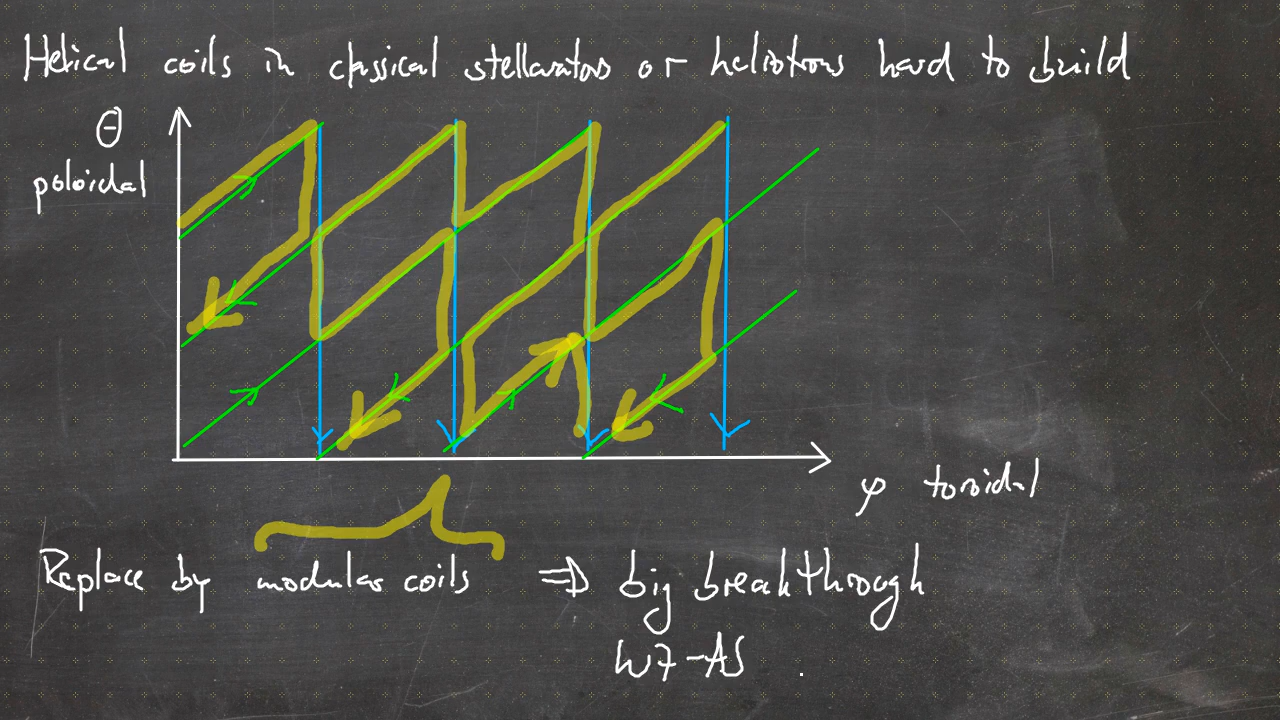 Helical coils in classical stellarators or heliotrons hard to build
θ
poloidal
φ toroidal
Replace by modular coils ⇒ big breakthrough
W7-AS